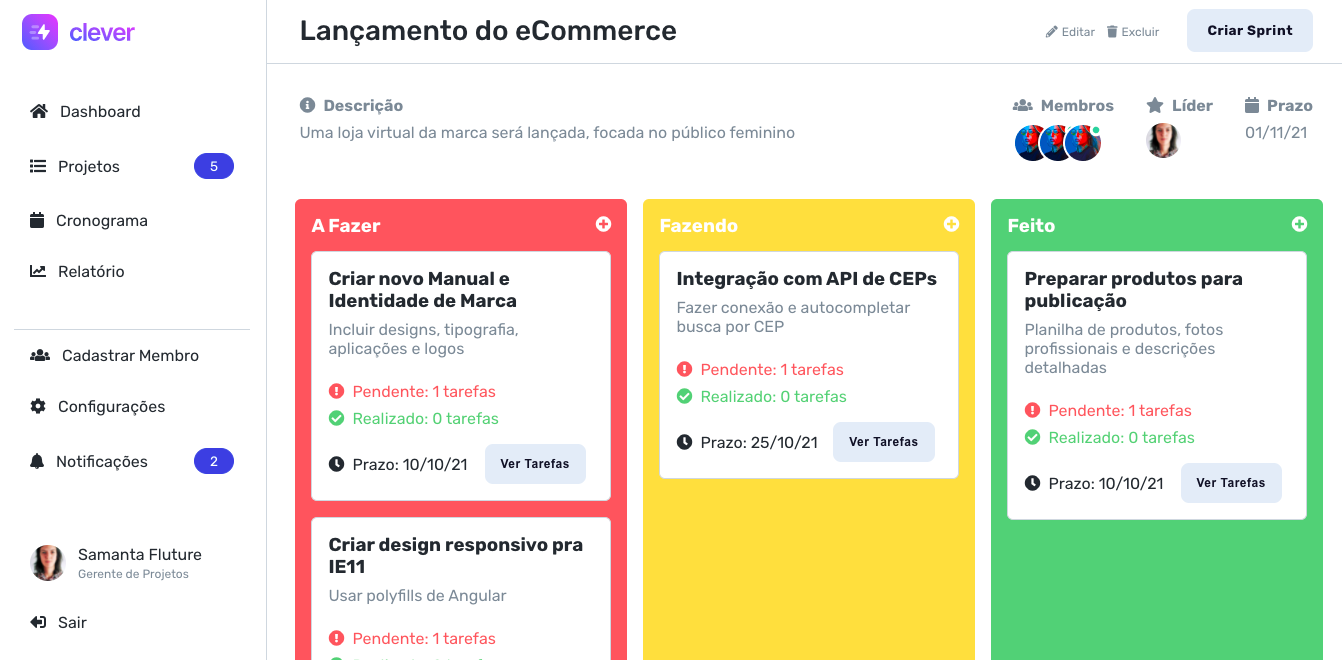 clever
Dashboard
Projetos 5
Cronograma
Relatório
Cadastrar Membro
Configurações
Notificações 2
Samanta Fluture
Gerente de Projetos
Sair
Lançamento do eCommerce
Editar Excluir
Criar Sprint
Descrição
Uma loja virtual da marca será lançada, focada no público feminino
Membros
Líder
Prazo
01/11/21
A Fazer
Criar novo Manual e
Identidade de Marca
Incluir designs, tipografia,
aplicações e logos
Pendente: 1 tarefas
Realizado: 0 tarefas
Prazo: 10/10/21 Ver Tarefas
Criar design responsivo pra
IE11
Usar polyfills de Angular
Pendente: 1 tarefas
Fazendo
Integração com API de CEPs
Fazer conexão e autocompletar
busca por CEP
Pendente: 1 tarefas
Realizado: 0 tarefas
Prazo: 25/10/21 Ver Tarefas
Feito
Preparar produtos para
publicação
Planilha de produtos, fotos
profissionais e descrições
detalhadas
Pendente: 1 tarefas
Realizado: 0 tarefas
Prazo: 10/10/21 Ver Tarefas